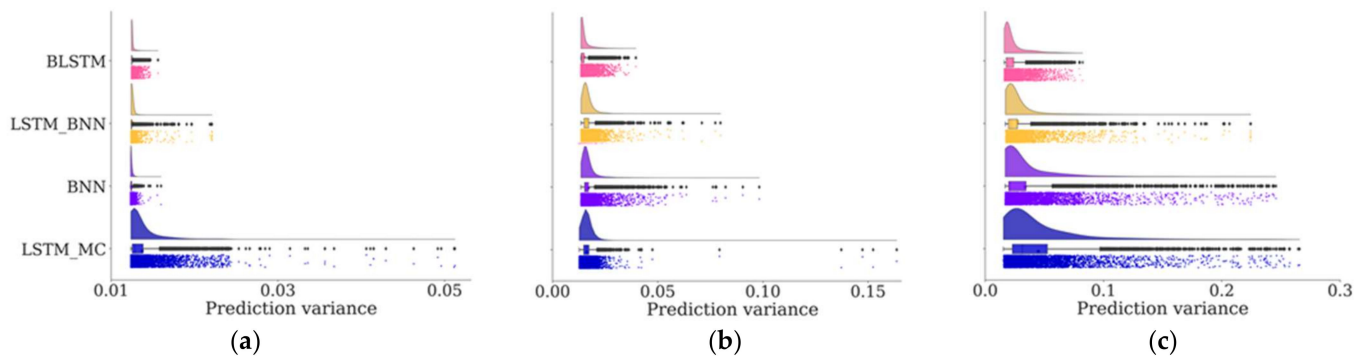 BLSTM
LSTM_BNN
BNN
LSTM_MC
0.01 0.03 0.05
Prediction variance
(a)
0.00 0.05 0.10 0.15
Prediction variance
(b)
0.0 0.1 0.2 0.3
Prediction variance
(c)